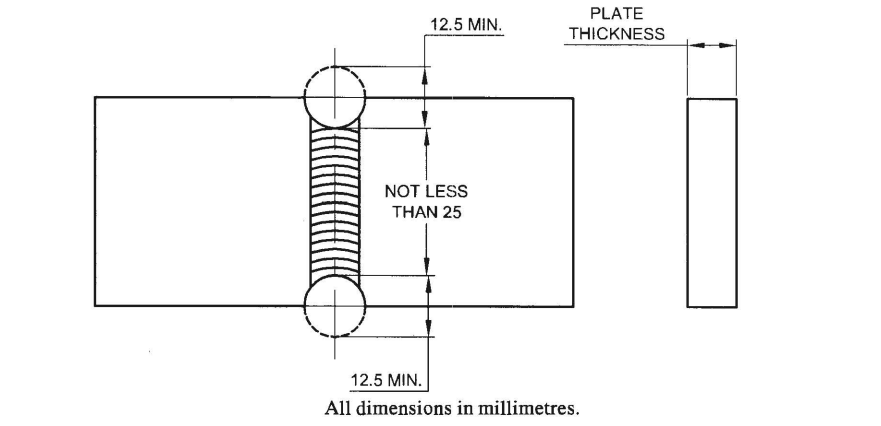 12.5 MIN.
PLATE
THICKNESS
NOT LESS
THAN 25
12.5 MIN.
All dimensions in millimetres.